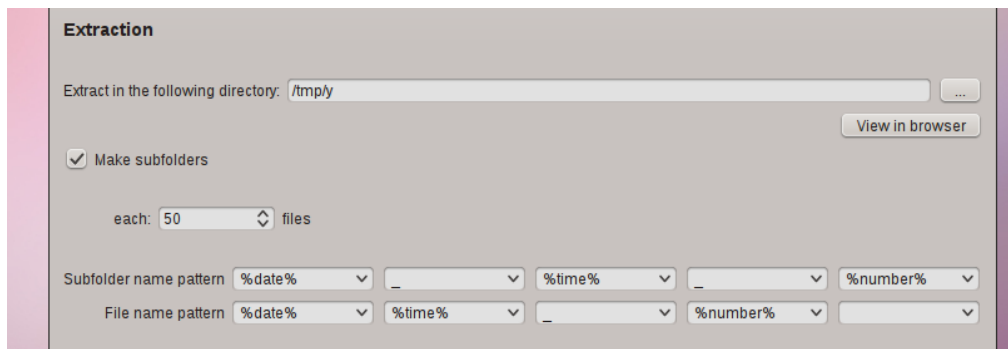 Extraction
Extract in the following directory: /tmp/y ...
View in browser
Make subfolders
each: 50 files
Subfolder name pattern %date% _ %time% _ %number%
File name pattern %date% %time% _ %number%